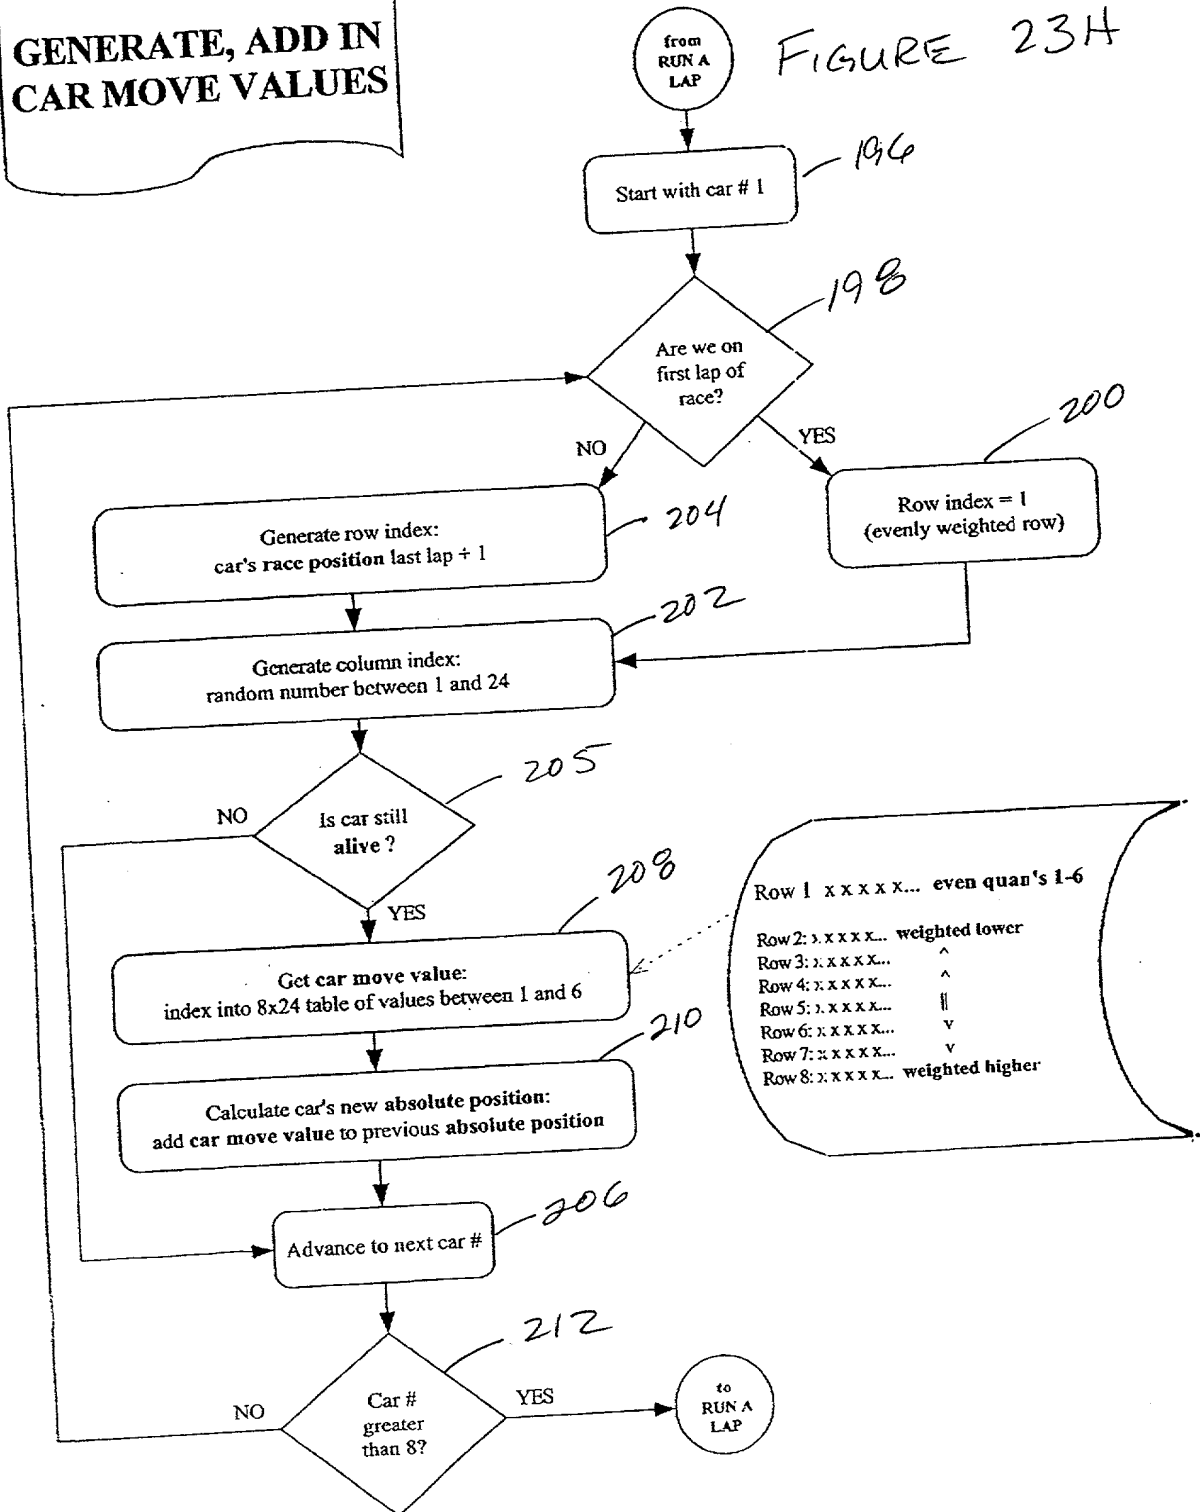 GENERATE, ADD IN
CAR MOVE VALUES
FIGURE 23H
from
RUN A
LAP
196
Start with car # 1
198
Are we on
first lap of
race?
200
NO
YES
Row index = 1
(evenly weighted row)
204
Generate row index:
car's race position last lap + 1
202
Generate column index:
random number between 1 and 24
205
NO
Is car still
alive ?
208
YES
Get car move value:
index into 8x24 table of values between 1 and 6
Row 1 x x x x x... even quan's 1-6
Row 2: x x x x x... weighted lower
Row 3: x x x x x... ^
Row 4: x x x x x... ^
Row 5: x x x x x... ||
Row 6: x x x x x... v
Row 7: x x x x x... v
Row 8: x x x x x... weighted higher
210
Calculate car's new absolute position:
add car move value to previous absolute position
206
Advance to next car #
212
NO
Car #
greater
than 8?
YES
to
RUN A
LAP